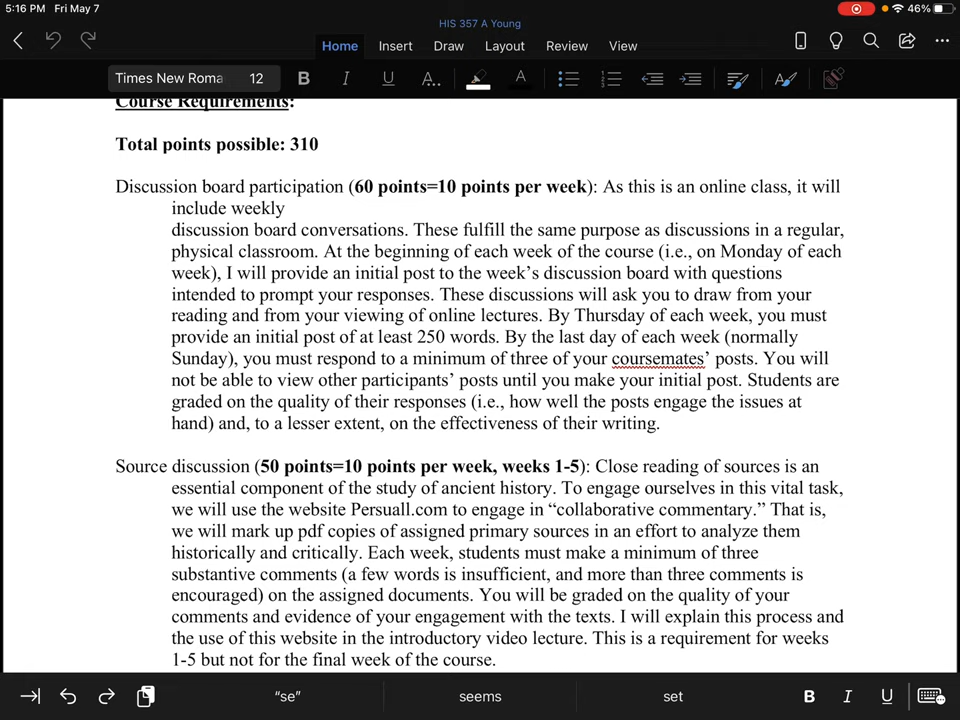 5:16 PM Fri May 7
46%
HIS 357 A Young
Home Insert Draw Layout Review View
Times New Roma 12 B I U A.. A
Course Requirements:
Total points possible: 310
Discussion board participation (60 points=10 points per week): As this is an online class, it will
include weekly
discussion board conversations. These fulfill the same purpose as discussions in a regular,
physical classroom. At the beginning of each week of the course (i.e., on Monday of each
week), I will provide an initial post to the week’s discussion board with questions
intended to prompt your responses. These discussions will ask you to draw from your
reading and from your viewing of online lectures. By Thursday of each week, you must
provide an initial post of at least 250 words. By the last day of each week (normally
Sunday), you must respond to a minimum of three of your coursemates’ posts. You will
not be able to view other participants’ posts until you make your initial post. Students are
graded on the quality of their responses (i.e., how well the posts engage the issues at
hand) and, to a lesser extent, on the effectiveness of their writing.
Source discussion (50 points=10 points per week, weeks 1-5): Close reading of sources is an
essential component of the study of ancient history. To engage ourselves in this vital task,
we will use the website Persuall.com to engage in “collaborative commentary.” That is,
we will mark up pdf copies of assigned primary sources in an effort to analyze them
historically and critically. Each week, students must make a minimum of three
substantive comments (a few words is insufficient, and more than three comments is
encouraged) on the assigned documents. You will be graded on the quality of your
comments and evidence of your engagement with the texts. I will explain this process and
the use of this website in the introductory video lecture. This is a requirement for weeks
1-5 but not for the final week of the course.
“se” seems set B I U